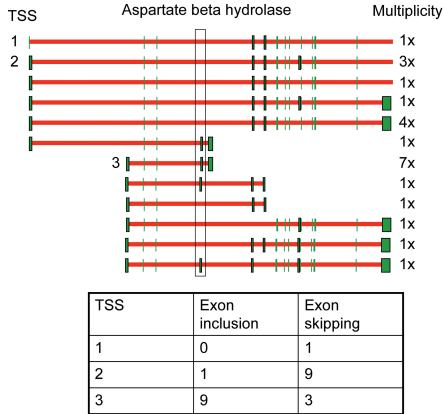 TSS Aspartate beta hydrolase Multiplicity
1 1x
2 3x
1x
1x
4x
1x
3 7x
1x
1x
1x
1x
1x
TSS Exon inclusion Exon skipping
1 0 1
2 1 9
3 9 3